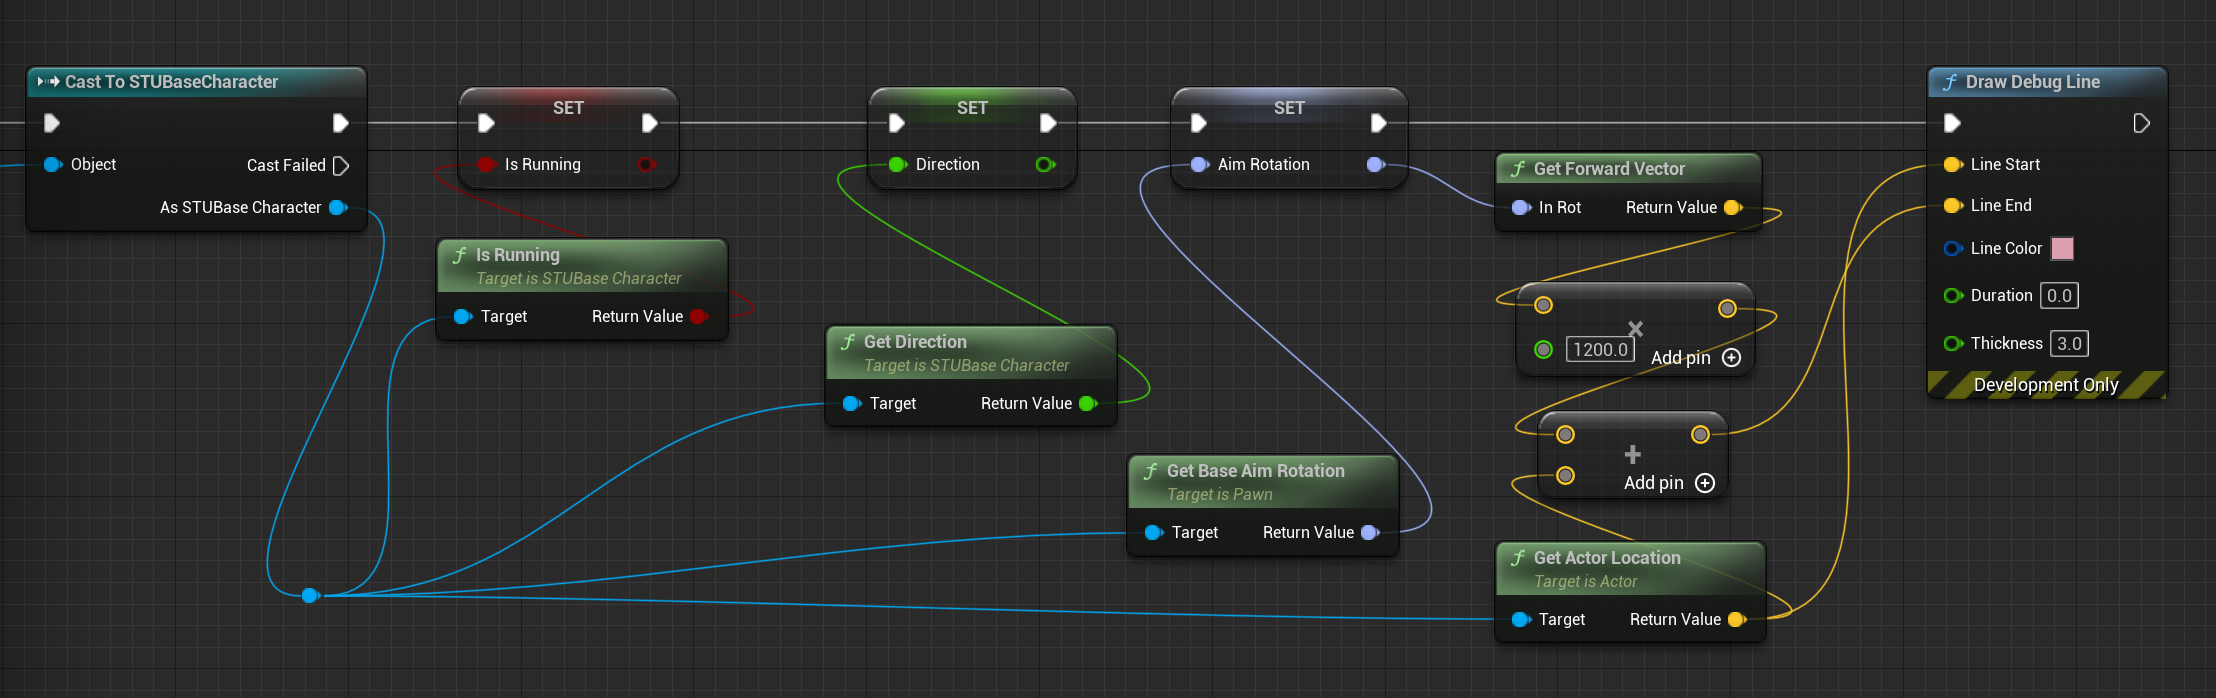 Cast To STUBaseCharacter
Object
Cast Failed
As STUBase Character
SET
Is Running
Is Running
Target is STUBase Character
Target
Return Value
SET
Direction
Get Direction
Target is STUBase Character
Target
Return Value
SET
Aim Rotation
Get Base Aim Rotation
Target is Pawn
Target
Return Value
Get Forward Vector
In Rot
Return Value
×
1200.0
Add pin
+
Add pin
Get Actor Location
Target is Actor
Target
Return Value
Draw Debug Line
Line Start
Line End
Line Color
Duration 0.0
Thickness 3.0
Development Only